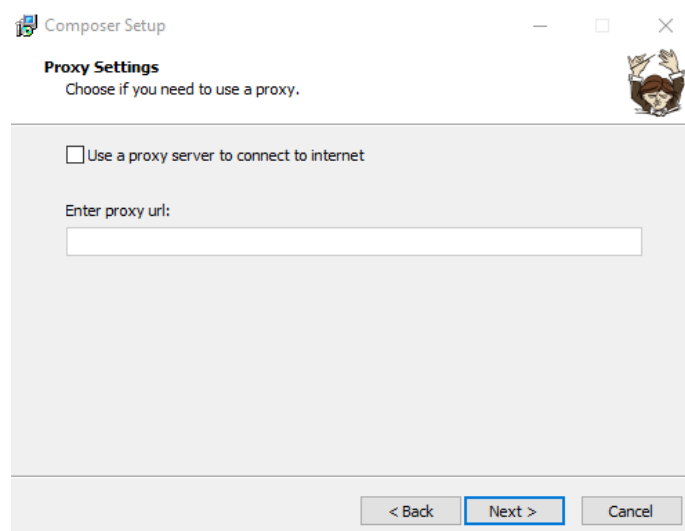 Composer Setup
Proxy Settings
Choose if you need to use a proxy.
Use a proxy server to connect to internet
Enter proxy url:
< Back Next > Cancel